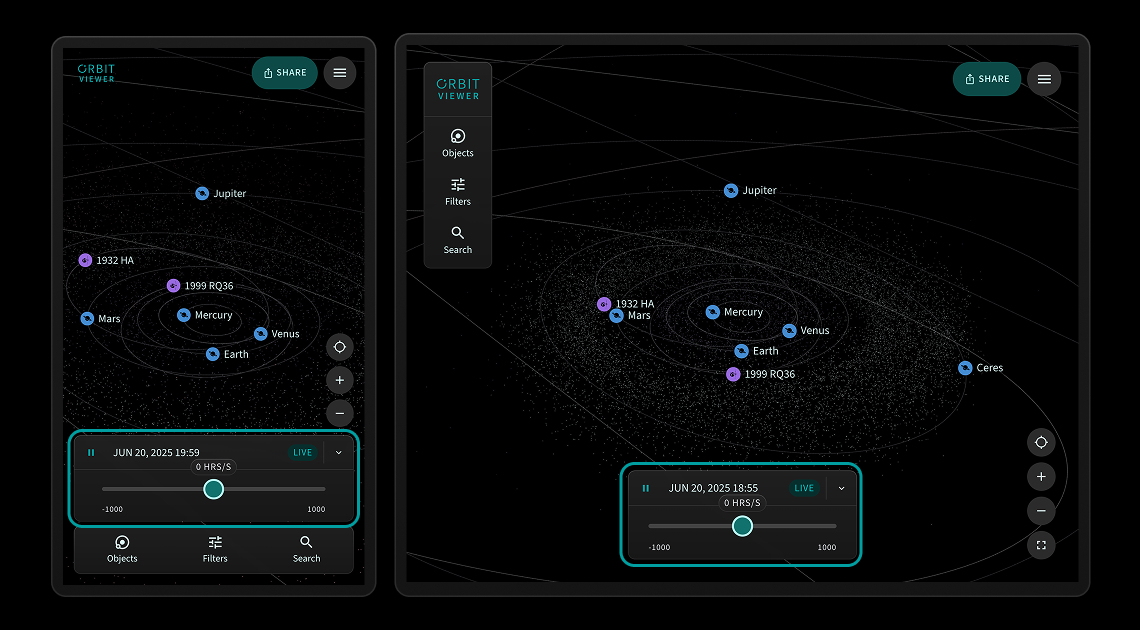 ORBIT
VIEWER
SHARE
Jupiter
1932 HA
1999 RQ36
Mars
Mercury
Venus
Earth
JUN 20, 2025 19:59
LIVE
0 HRS/S
-1000
1000
Objects
Filters
Search
ORBIT
VIEWER
Objects
Filters
Search
SHARE
Jupiter
1932 HA
Mars
Mercury
Venus
Earth
1999 RQ36
Ceres
JUN 20, 2025 18:55
LIVE
0 HRS/S
-1000
1000